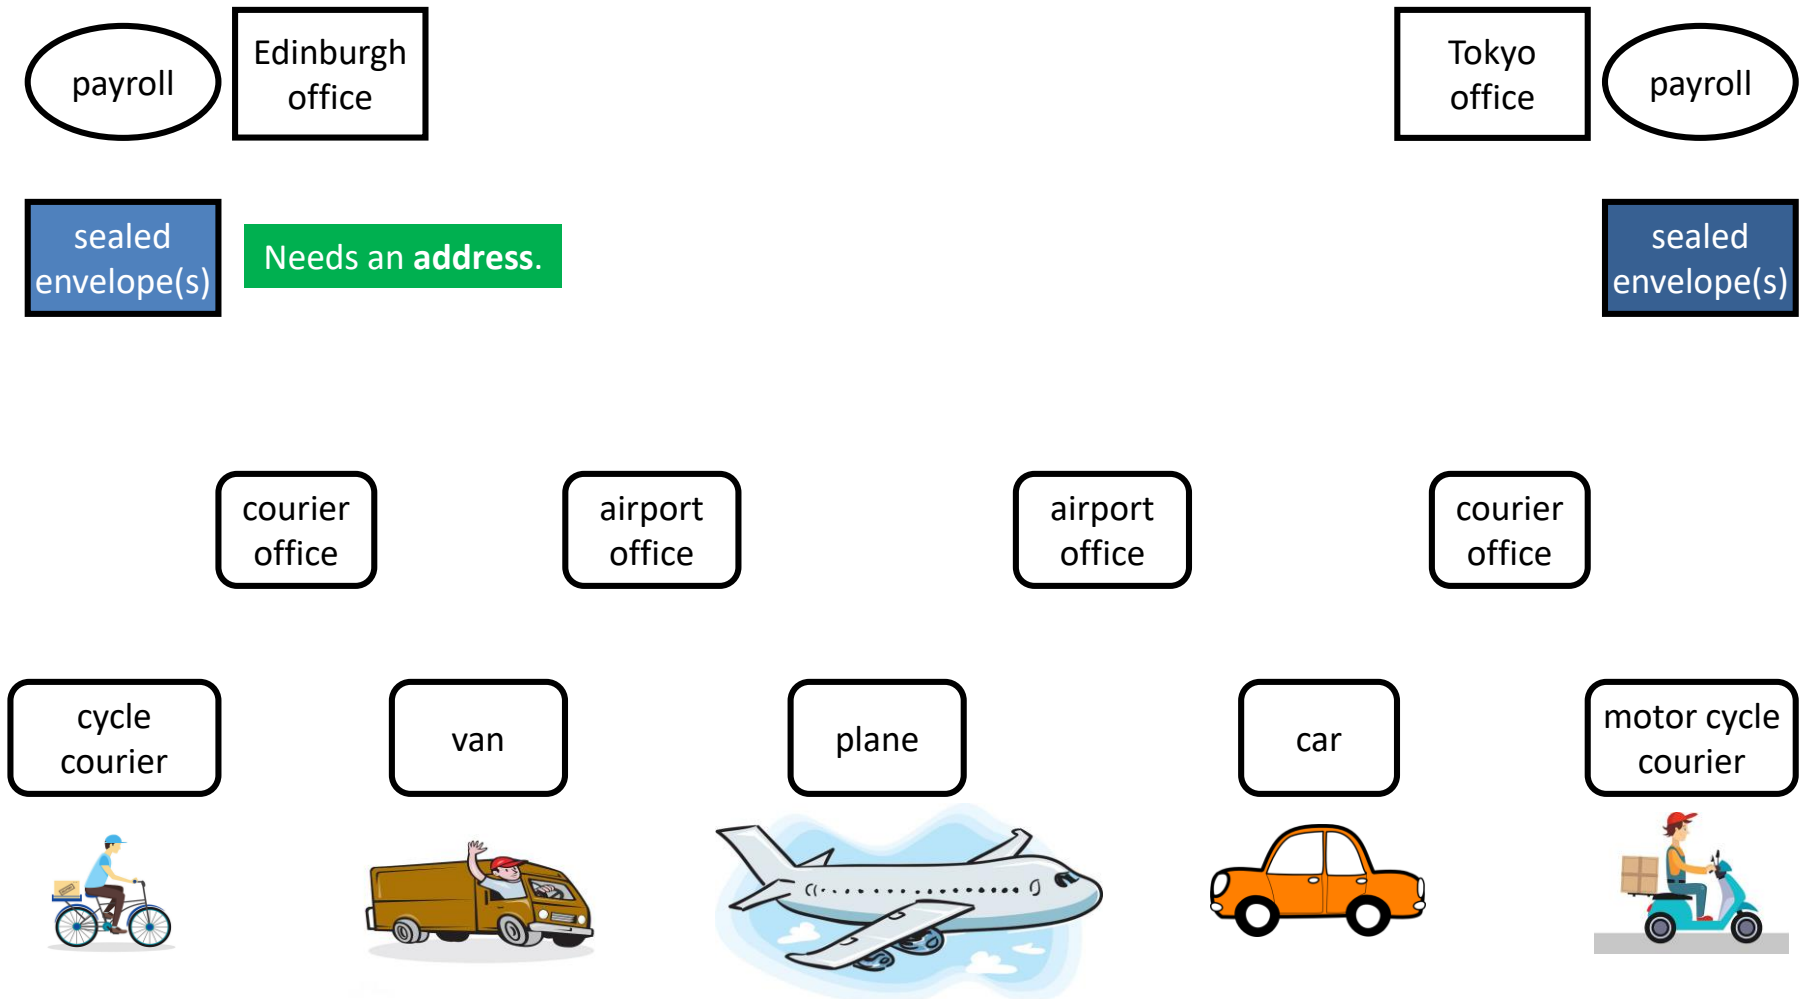 payroll
Edinburgh
office
Tokyo
office
payroll
sealed
envelope(s)
Needs an address.
sealed
envelope(s)
courier
office
airport
office
airport
office
courier
office
cycle
courier
van
plane
car
motor cycle
courier